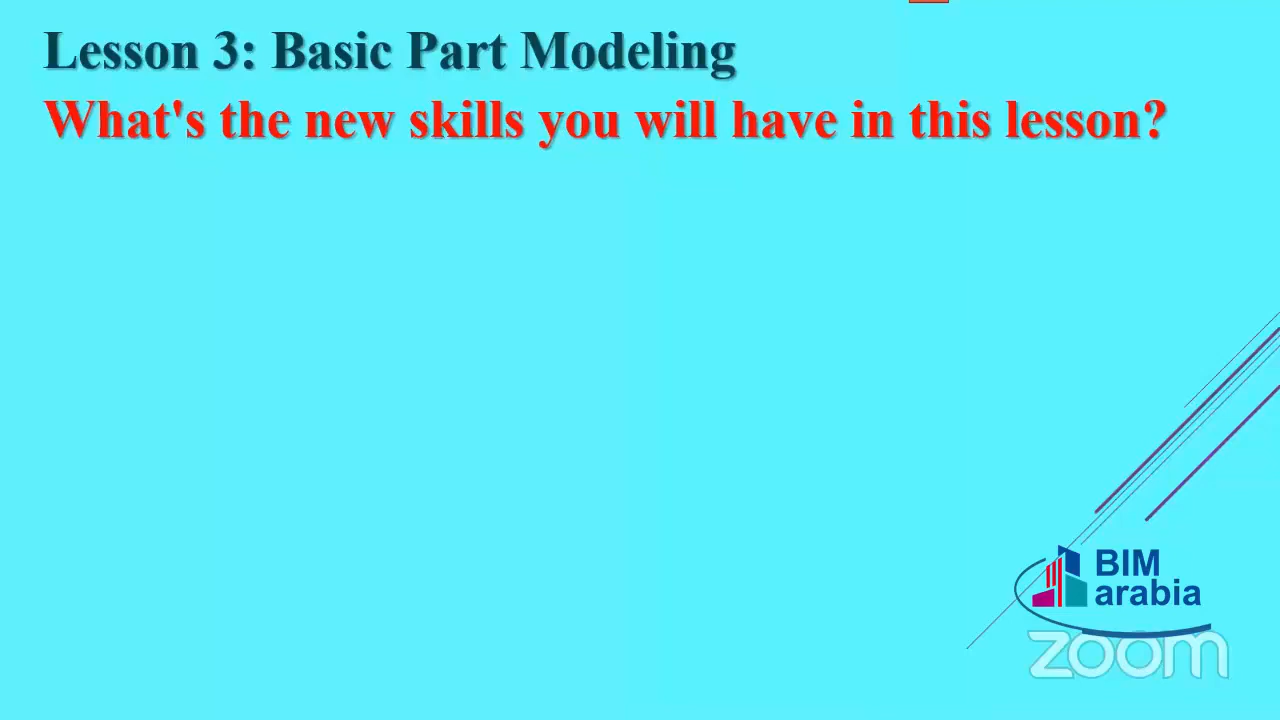 Lesson 3: Basic Part Modeling
What's the new skills you will have in this lesson?
BIM
arabia
zoom